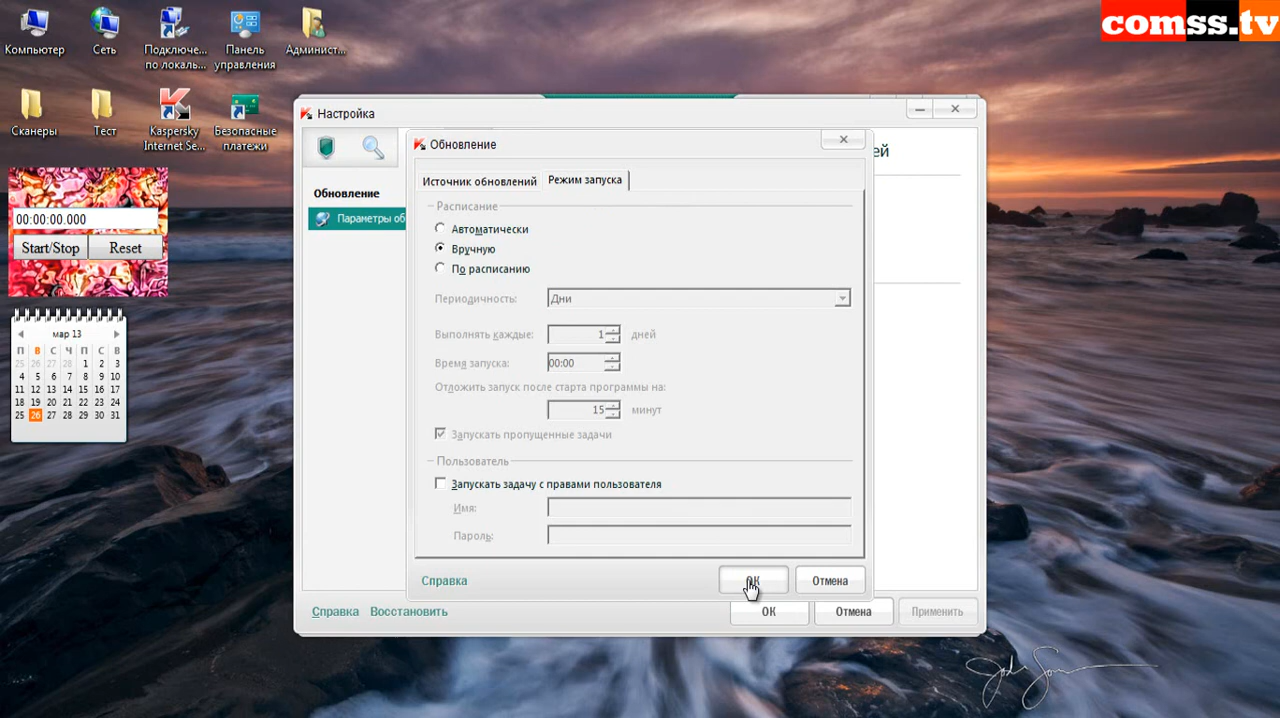 comss.tv
Компьютер
Сеть
Подключе...
по локаль...
Панель
управления
Админист...
Сканеры
Тест
Kaspersky
Internet Se...
Безопасные
платежи
00:00:00.000
Start/Stop
Reset
мар 13
П В С Ч П С В
25 26 27 28 1 2 3
4 5 6 7 8 9 10
11 12 13 14 15 16 17
18 19 20 21 22 23 24
25 26 27 28 29 30 31
Настройка
Обновление
Параметры об
ей
Обновление
Источник обновлений
Режим запуска
Расписание
Автоматически
Вручную
По расписанию
Периодичность:
Дни
Выполнять каждые:
1
дней
Время запуска:
00:00
Отложить запуск после старта программы на:
15
минут
Запускать пропущенные задачи
Пользователь
Запускать задачу с правами пользователя
Имя:
Пароль:
Справка
ОК
Отмена
Справка
Восстановить
ОК
Отмена
Применить